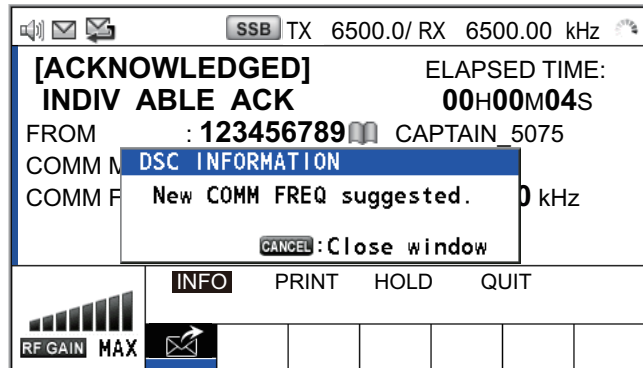 SSB TX 6500.0/ RX 6500.00 kHz
[ACKNOWLEDGED] ELAPSED TIME:
INDIV ABLE ACK 00H00M04S
FROM : 123456789 CAPTAIN_5075
COMM M
DSC INFORMATION
COMM F
New COMM FREQ suggested.
0 kHz
CANCEL:Close window
INFO PRINT HOLD QUIT
RF GAIN MAX